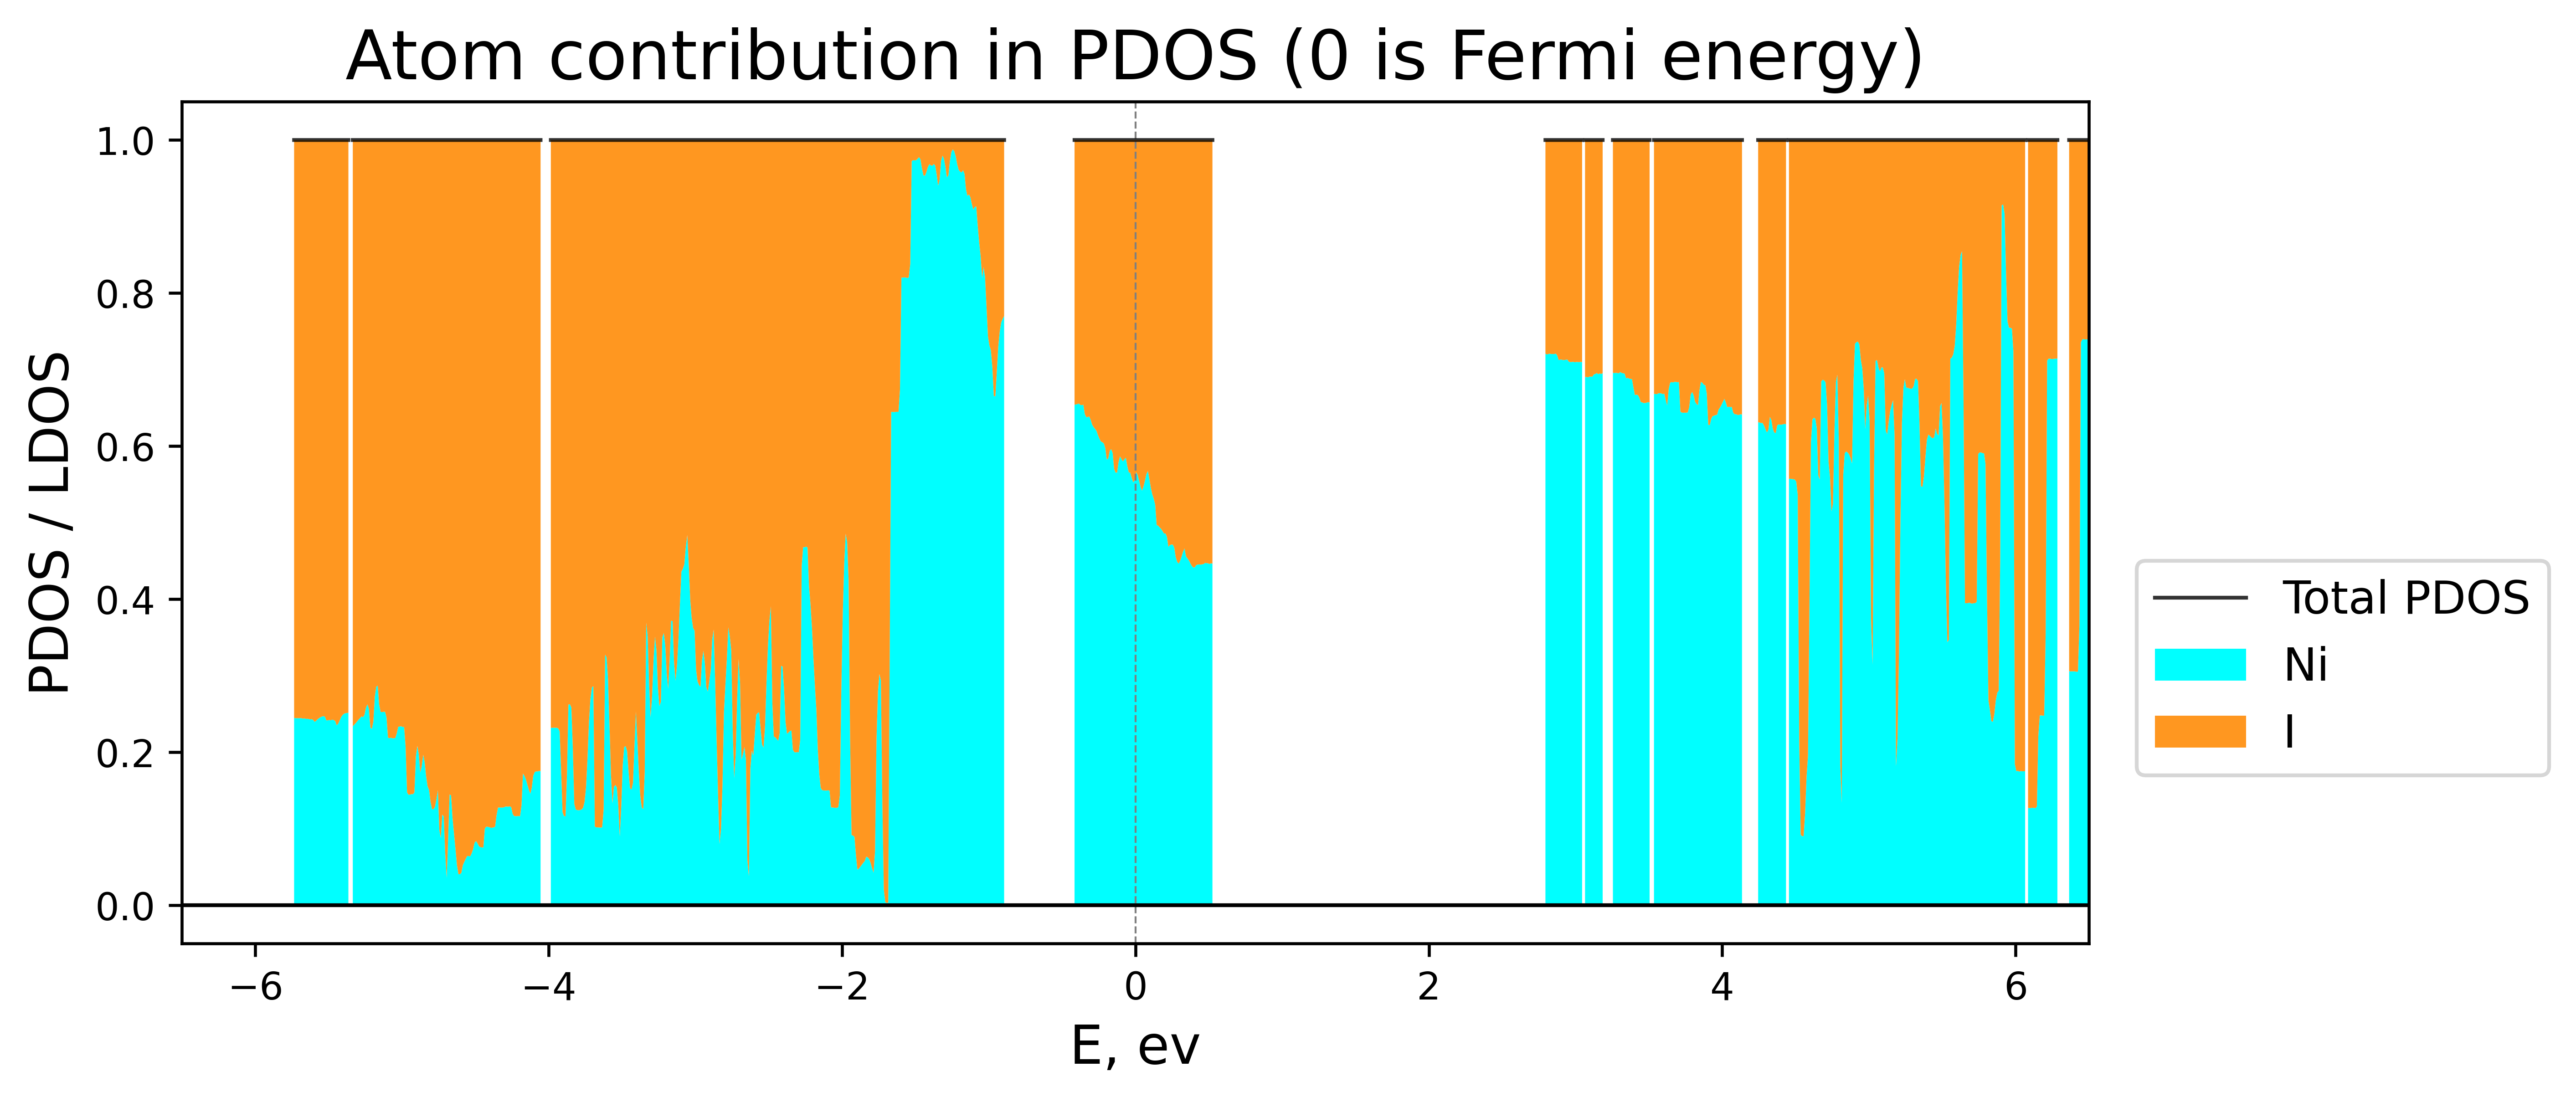 Atom contribution in PDOS (0 is Fermi energy)
PDOS / LDOS
1.0
0.8
0.6
0.4
0.2
0.0
−6
−4
−2
0
2
4
6
E, ev
Total PDOS
Ni
I